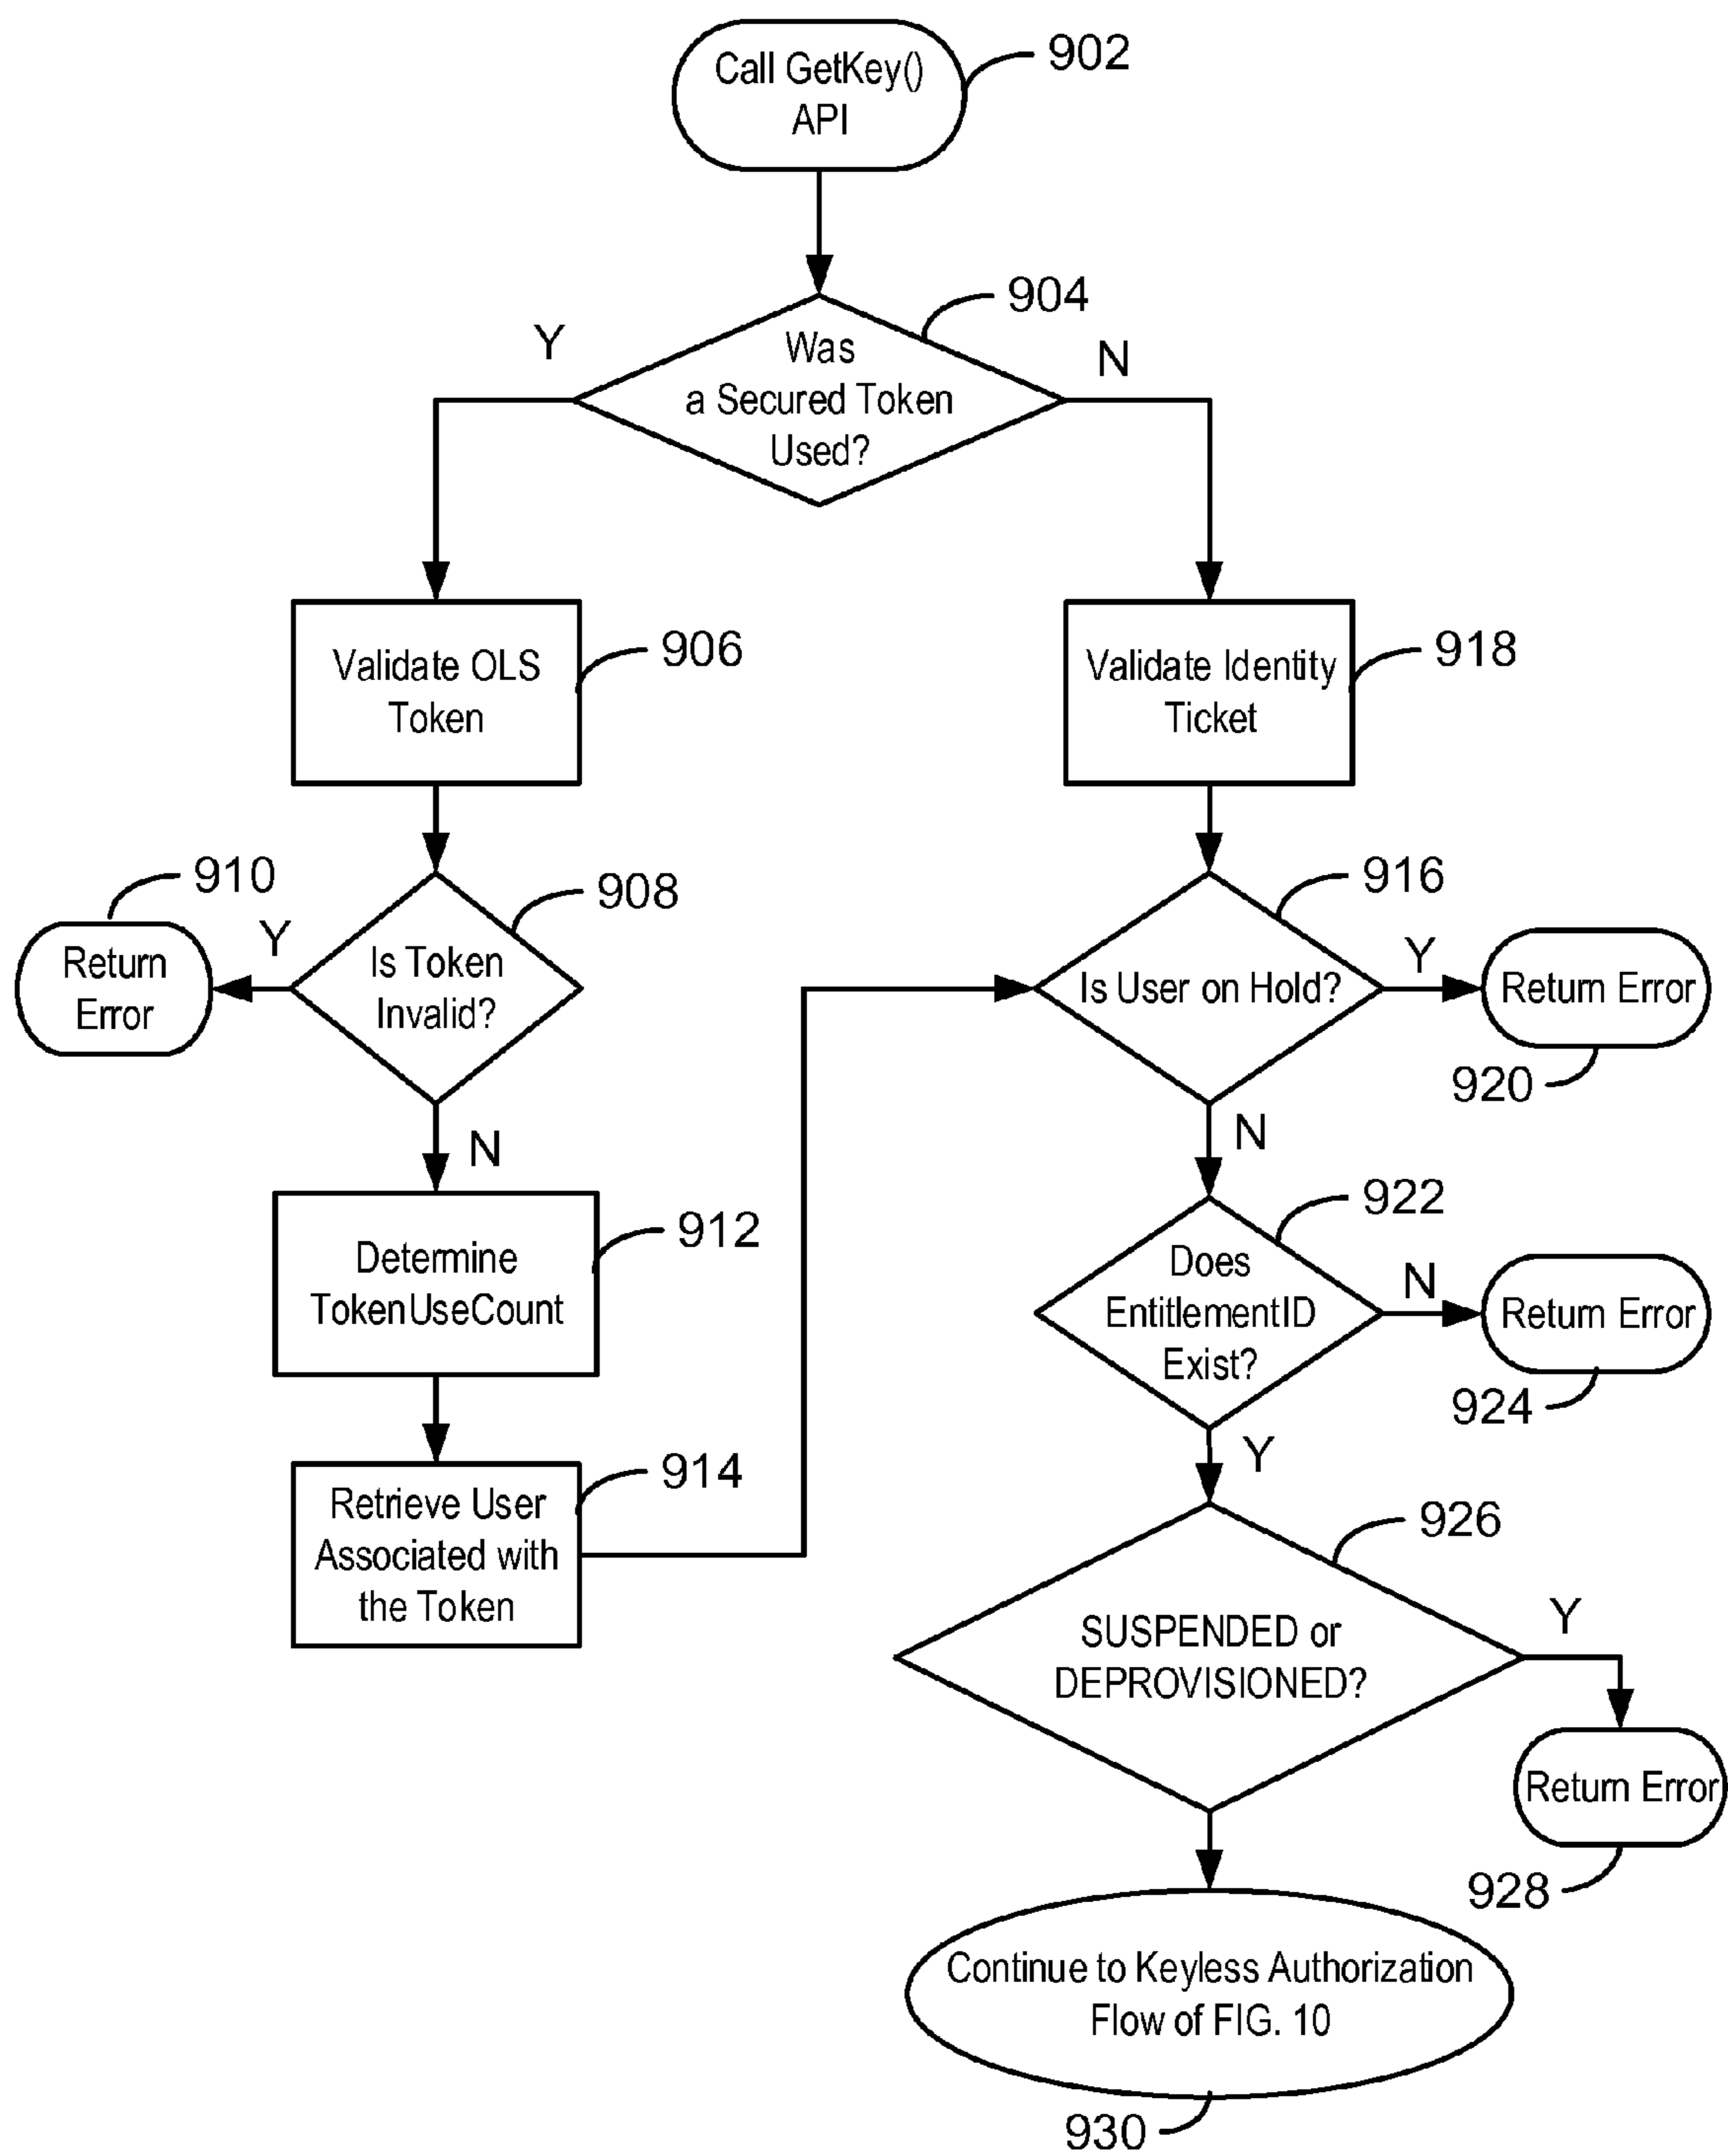 Call GetKey()
API
902
904
Y
N
Was
a Secured Token
Used?
Validate OLS
Token
906
Validate Identity
Ticket
918
910
908
916
Y
Return
Error
Is Token
Invalid?
Is User on Hold?
Y
Return Error
920
N
N
Determine
TokenUseCount
912
922
Does
EntitlementID
Exist?
N
Return Error
924
Y
Retrieve User
Associated with
the Token
914
926
SUSPENDED or
DEPROVISIONED?
Y
Return Error
928
Continue to Keyless Authorization
Flow of FIG. 10
930